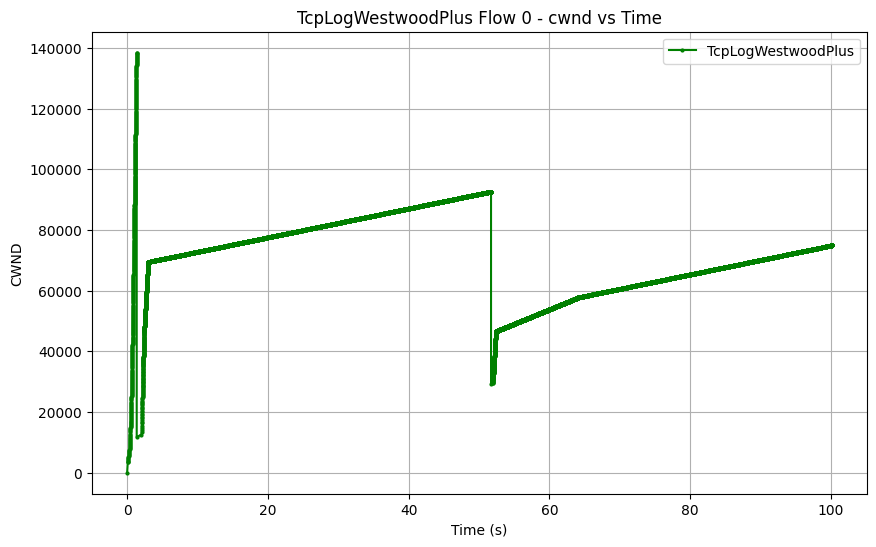 TcpLogWestwoodPlus Flow 0 - cwnd vs Time
TcpLogWestwoodPlus
CWND
140000
120000
100000
80000
60000
40000
20000
0
0 20 40 60 80 100
Time (s)